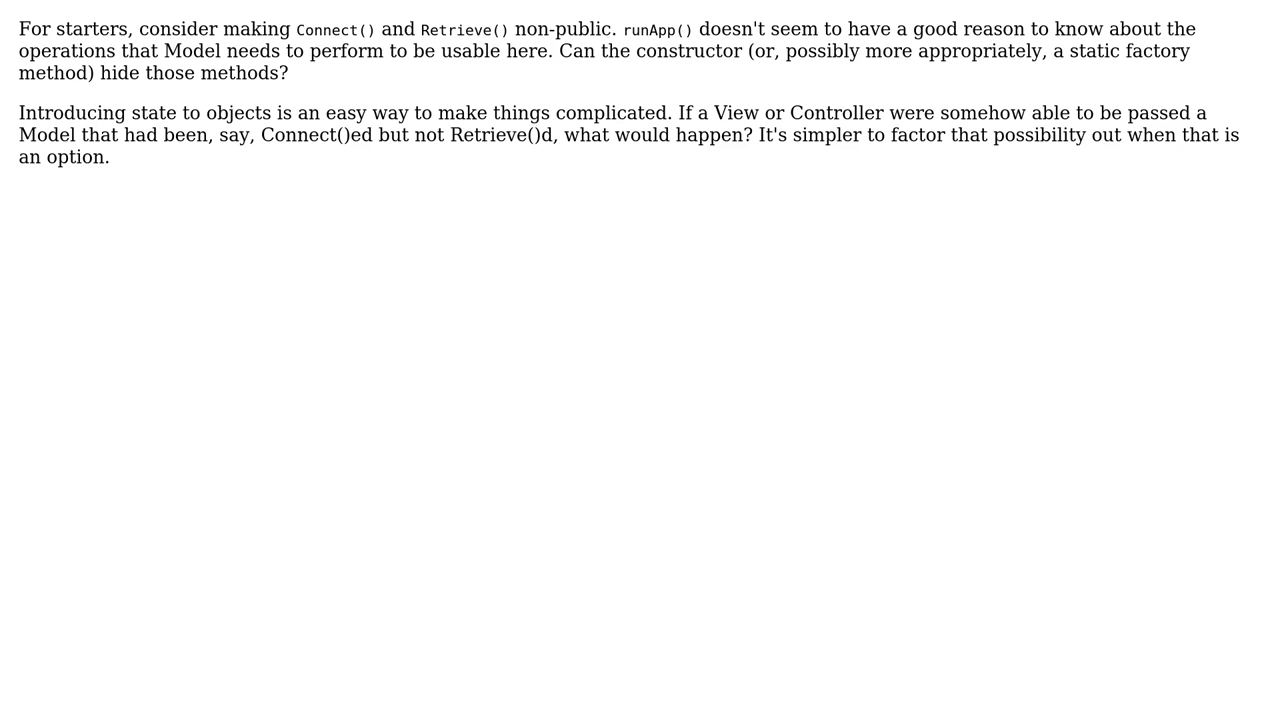 For starters, consider making Connect() and Retrieve() non-public. runApp() doesn't seem to have a good reason to know about the
operations that Model needs to perform to be usable here. Can the constructor (or, possibly more appropriately, a static factory
method) hide those methods?
Introducing state to objects is an easy way to make things complicated. If a View or Controller were somehow able to be passed a
Model that had been, say, Connect()ed but not Retrieve()d, what would happen? It's simpler to factor that possibility out when that is
an option.